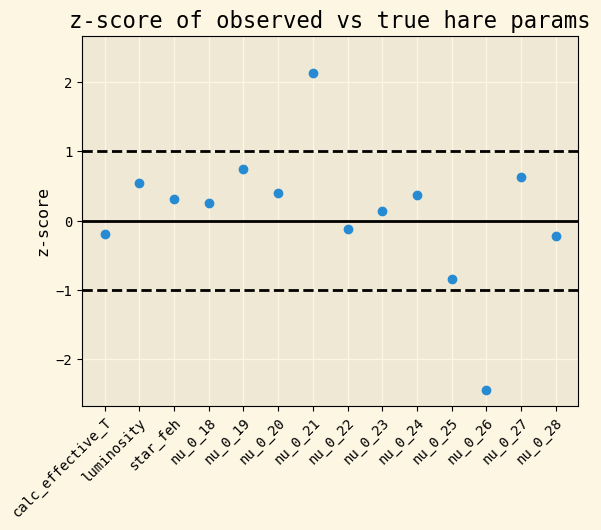 z-score of observed vs true hare params
z-score
2
1
0
−1
−2
calc_effective_T
luminosity
star_feh
nu_0_18
nu_0_19
nu_0_20
nu_0_21
nu_0_22
nu_0_23
nu_0_24
nu_0_25
nu_0_26
nu_0_27
nu_0_28